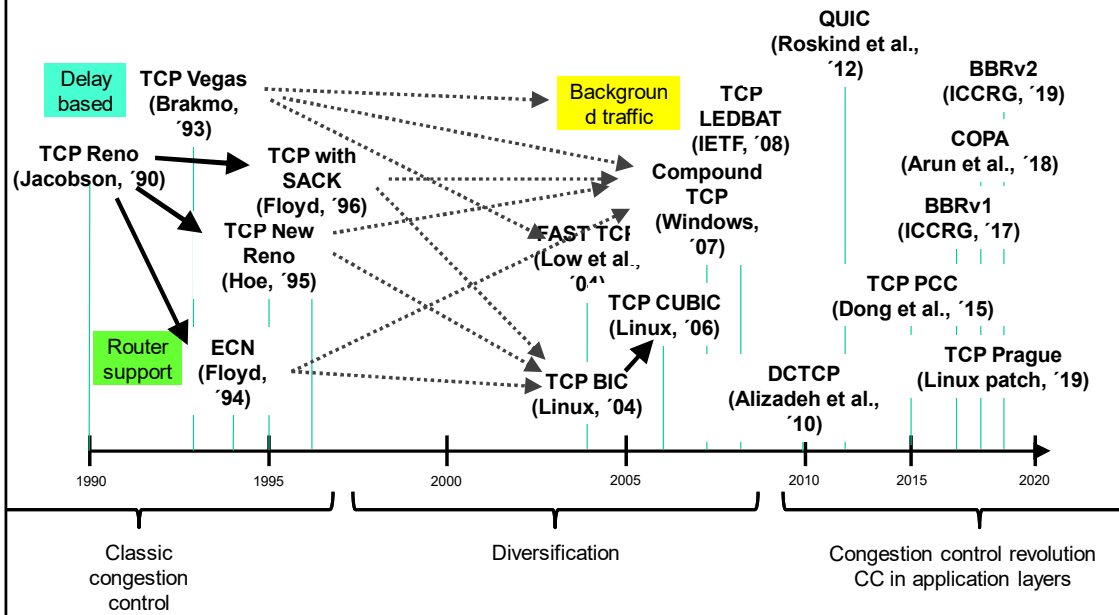 QUIC
(Roskind et al.,
´12)
Delay
based
TCP Vegas
(Brakmo,
´93)
Backgroun
d traffic
TCP
LEDBAT
(IETF, ´08)
BBRv2
(ICCRG, ´19)
TCP Reno
(Jacobson, ´90)
TCP with
SACK
(Floyd, ´96)
Compound
TCP
(Windows,
´07)
COPA
(Arun et al., ´18)
TCP New
Reno
(Hoe, ´95)
FAST TCP
(Low et al.,
´04)
BBRv1
(ICCRG, ´17)
TCP PCC
(Dong et al., ´15)
TCP CUBIC
(Linux, ´06)
Router
support
ECN
(Floyd,
´94)
TCP BIC
(Linux, ´04)
DCTCP
(Alizadeh et al.,
´10)
TCP Prague
(Linux patch, ´19)
1990
1995
2000
2005
2010
2015
2020
Classic
congestion
control
Diversification
Congestion control revolution
CC in application layers